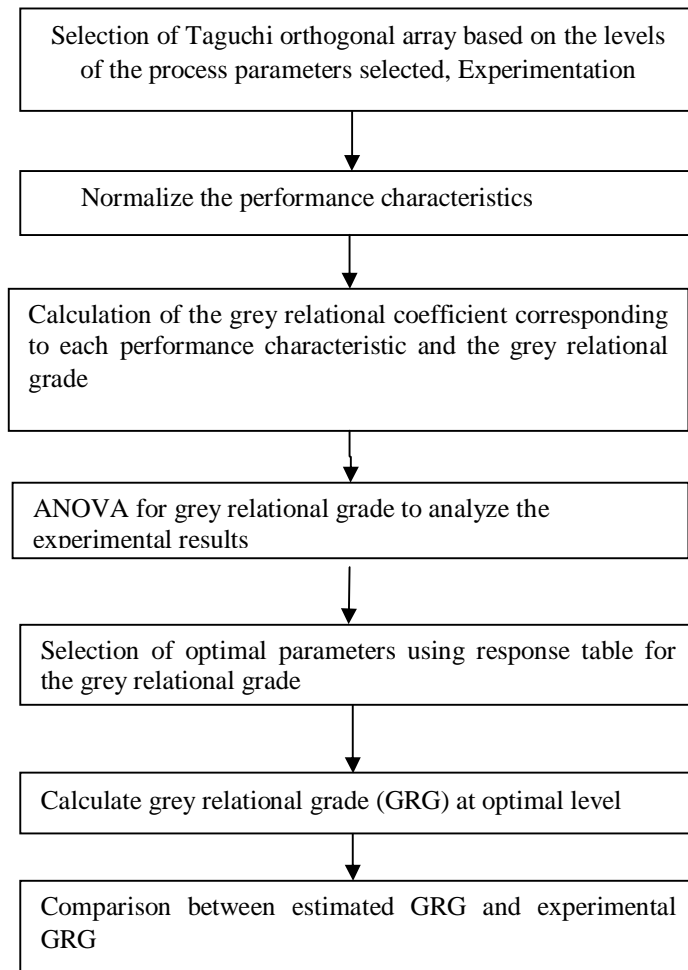 Selection of Taguchi orthogonal array based on the levels
of the process parameters selected, Experimentation
Normalize the performance characteristics
Calculation of the grey relational coefficient corresponding
to each performance characteristic and the grey relational
grade
ANOVA for grey relational grade to analyze the
experimental results
Selection of optimal parameters using response table for
the grey relational grade
Calculate grey relational grade (GRG) at optimal level
Comparison between estimated GRG and experimental
GRG